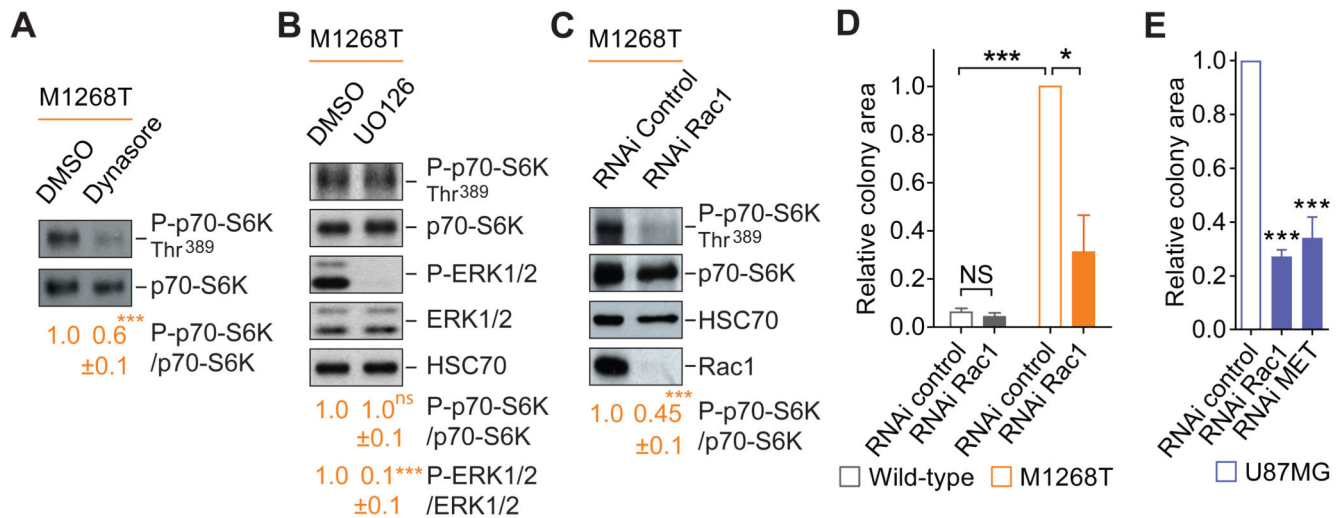 A
M1268T
DMSO
Dynasore
P-p70-S6K
Thr389
p70-S6K
1.0 0.6*** P-p70-S6K
±0.1 /p70-S6K
B
M1268T
DMSO
UO126
P-p70-S6K
Thr389
p70-S6K
P-ERK1/2
ERK1/2
HSC70
1.0 1.0ns P-p70-S6K
±0.1 /p70-S6K
1.0 0.1*** P-ERK1/2
±0.1 /ERK1/2
C
M1268T
RNAi Control
RNAi Rac1
P-p70-S6K
Thr389
p70-S6K
HSC70
Rac1
1.0 0.45*** P-p70-S6K
±0.1 /p70-S6K
D
Relative colony area
1.0
0.8
0.6
0.4
0.2
0.0
***
*
NS
RNAi control
RNAi Rac1
RNAi control
RNAi Rac1
Wild-type M1268T
E
Relative colony area
1.0
0.8
0.6
0.4
0.2
0.0
***
***
RNAi control
RNAi Rac1
RNAi MET
U87MG